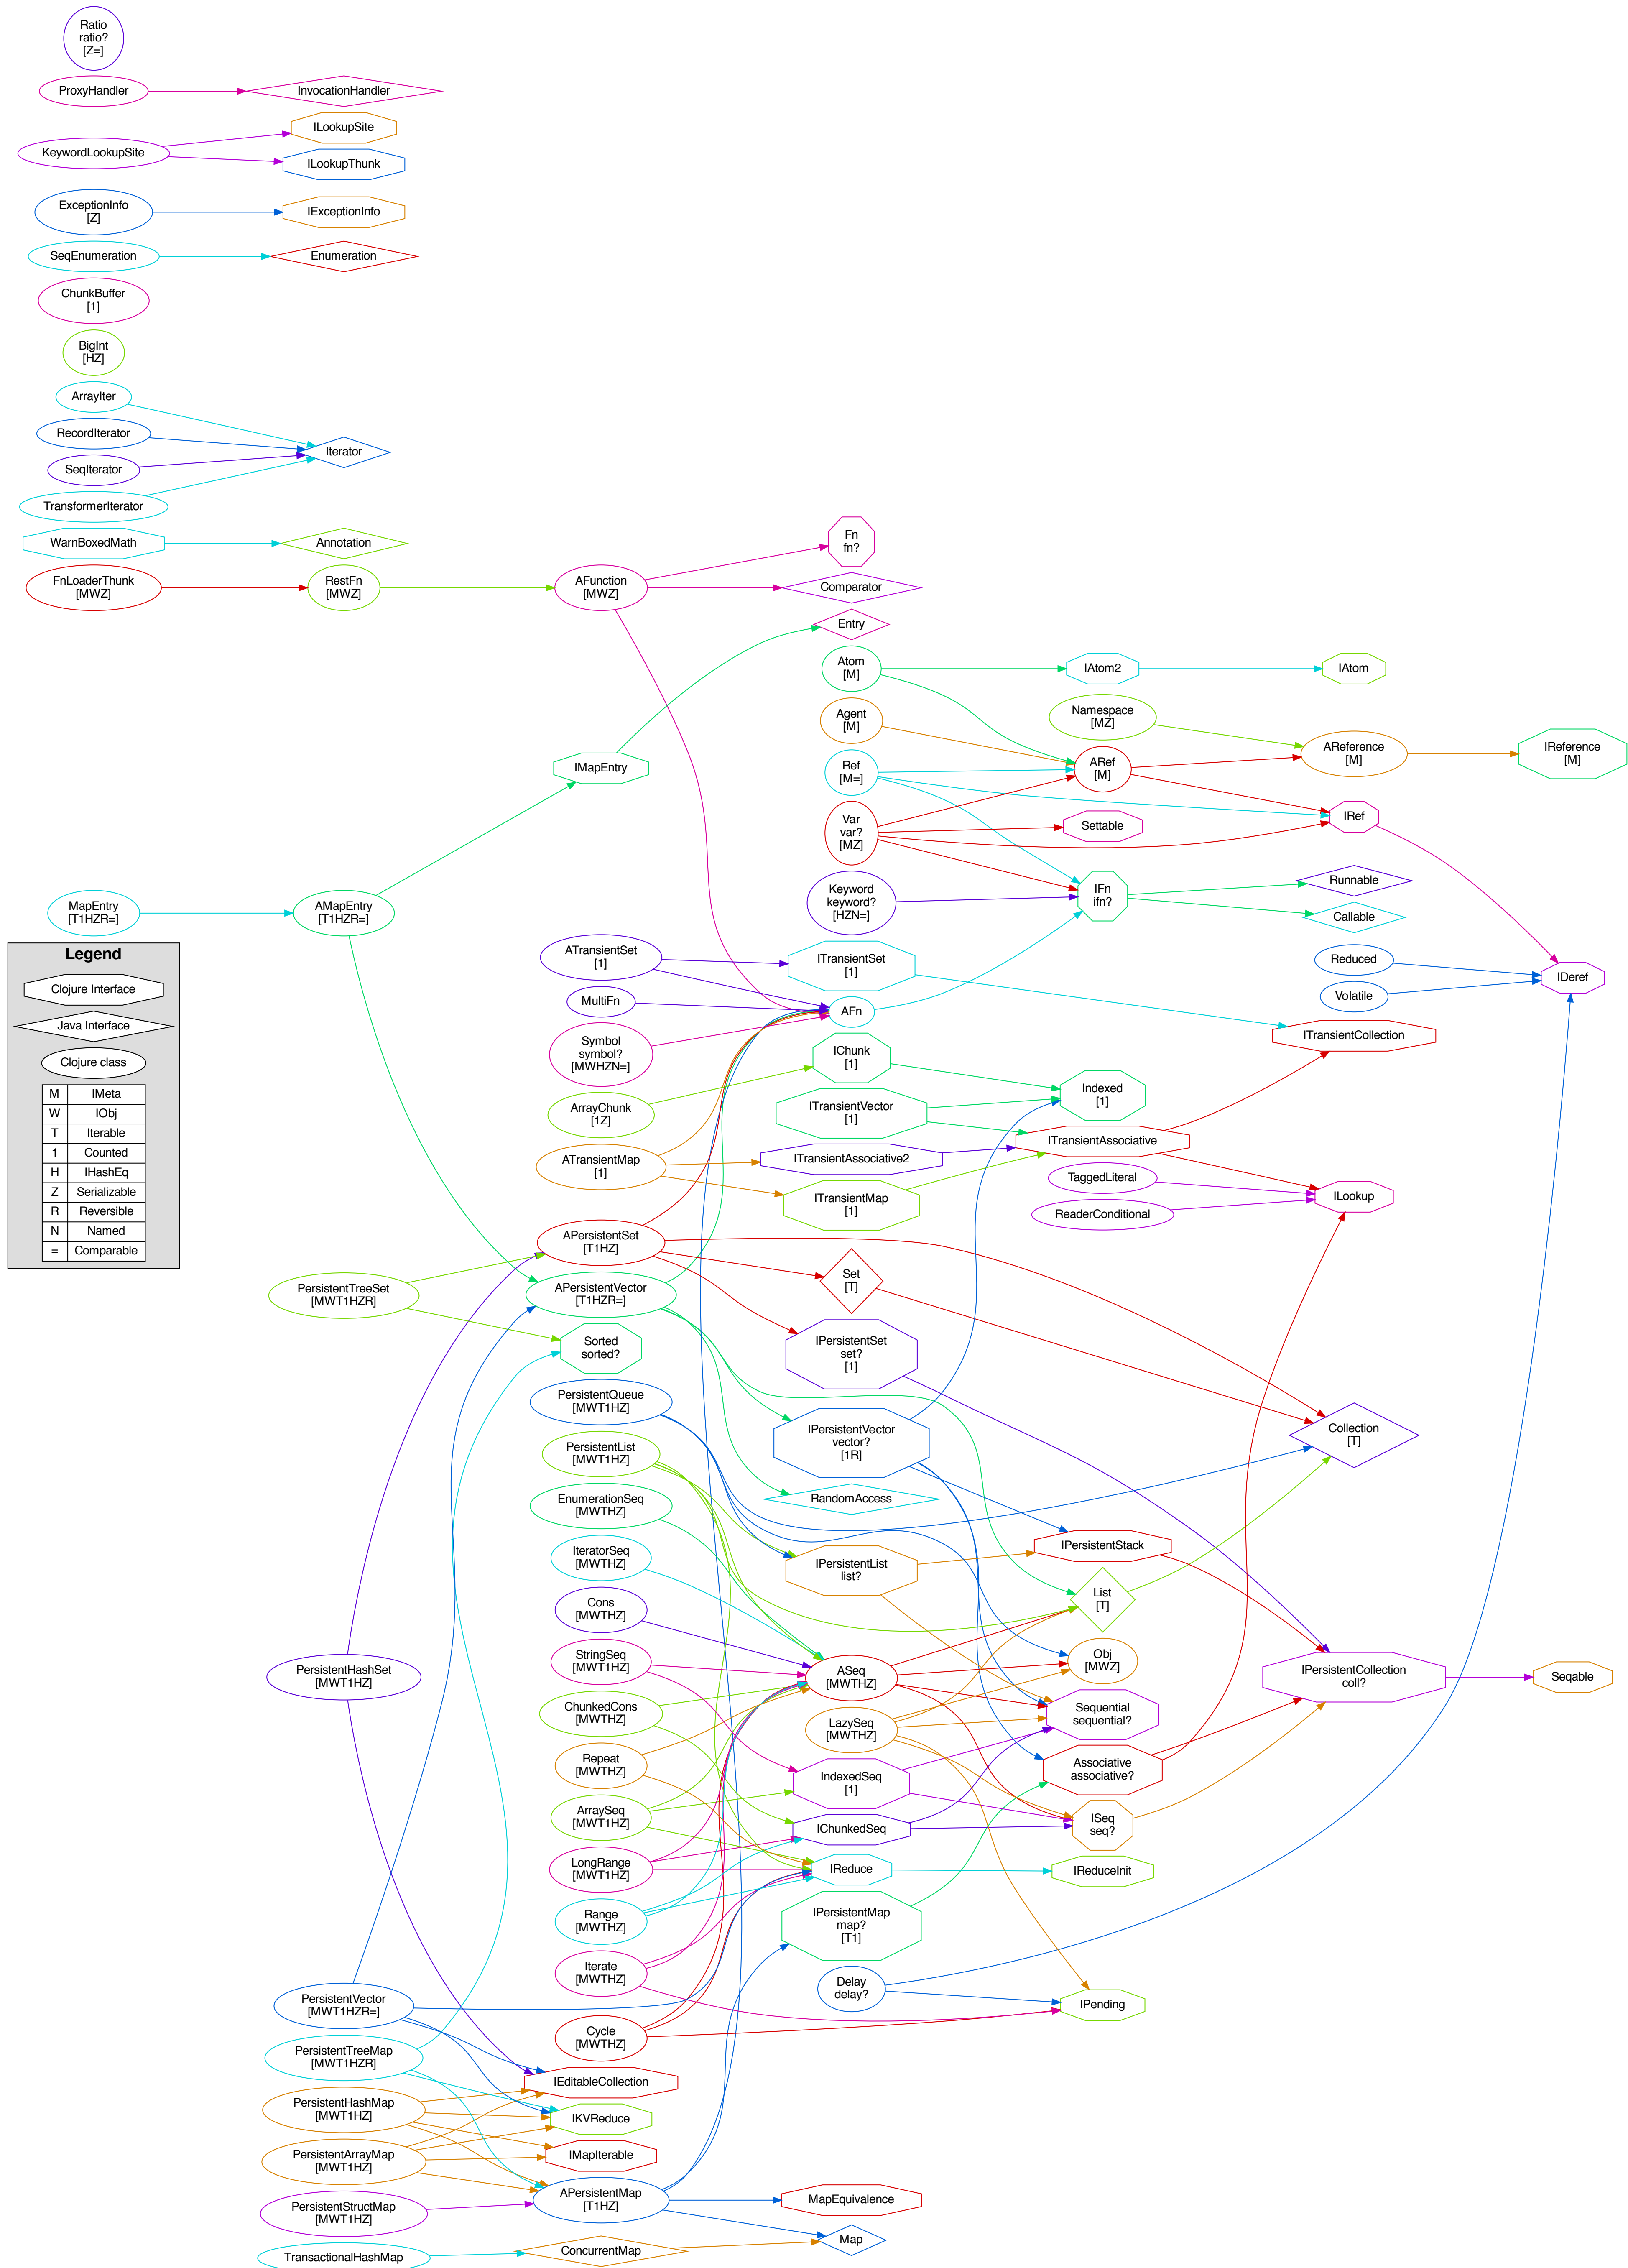 Ratio
ratio?
[Z=]
ProxyHandler
InvocationHandler
KeywordLookupSite
ILookupSite
ILookupThunk
ExceptionInfo
[Z]
IExceptionInfo
SeqEnumeration
Enumeration
ChunkBuffer
[1]
BigInt
[HZ]
ArrayIter
RecordIterator
SeqIterator
TransformerIterator
Iterator
WarnBoxedMath
Annotation
FnLoaderThunk
[MWZ]
RestFn
[MWZ]
AFunction
[MWZ]
Fn
fn?
Comparator
Entry
IMapEntry
MapEntry
[T1HZR=]
AMapEntry
[T1HZR=]
Legend
Clojure Interface
Java Interface
Clojure class
M IMeta
W IObj
T Iterable
1 Counted
H IHashEq
Z Serializable
R Reversible
N Named
= Comparable
Atom
[M]
IAtom2
IAtom
Agent
[M]
Namespace
[MZ]
Ref
[M=]
ARef
[M]
AReference
[M]
IReference
[M]
Var
var?
[MZ]
Settable
IRef
Keyword
keyword?
[HZN=]
IFn
ifn?
Runnable
Callable
ATransientSet
[1]
ITransientSet
[1]
Reduced
Volatile
IDeref
MultiFn
AFn
Symbol
symbol?
[MWHZN=]
ITransientCollection
IChunk
[1]
Indexed
[1]
ArrayChunk
[1Z]
ITransientVector
[1]
ATransientMap
[1]
ITransientAssociative2
ITransientAssociative
ITransientMap
[1]
TaggedLiteral
ReaderConditional
ILookup
APersistentSet
[T1HZ]
PersistentTreeSet
[MWT1HZR]
APersistentVector
[T1HZR=]
Set
[T]
Sorted
sorted?
IPersistentSet
set?
[1]
PersistentQueue
[MWT1HZ]
IPersistentVector
vector?
[1R]
Collection
[T]
PersistentList
[MWT1HZ]
EnumerationSeq
[MWTHZ]
RandomAccess
IteratorSeq
[MWTHZ]
IPersistentList
list?
IPersistentStack
Cons
[MWTHZ]
List
[T]
StringSeq
[MWT1HZ]
ASeq
[MWTHZ]
Obj
[MWZ]
PersistentHashSet
[MWT1HZ]
IPersistentCollection
coll?
Seqable
ChunkedCons
[MWTHZ]
LazySeq
[MWTHZ]
Sequential
sequential?
Repeat
[MWTHZ]
IndexedSeq
[1]
Associative
associative?
ArraySeq
[MWT1HZ]
IChunkedSeq
ISeq
seq?
LongRange
[MWT1HZ]
IReduce
IReduceInit
Range
[MWTHZ]
IPersistentMap
map?
[T1]
Iterate
[MWTHZ]
Delay
delay?
IPending
PersistentVector
[MWT1HZR=]
Cycle
[MWTHZ]
PersistentTreeMap
[MWT1HZR]
IEditableCollection
PersistentHashMap
[MWT1HZ]
IKVReduce
PersistentArrayMap
[MWT1HZ]
IMapIterable
PersistentStructMap
[MWT1HZ]
APersistentMap
[T1HZ]
MapEquivalence
Map
TransactionalHashMap
ConcurrentMap